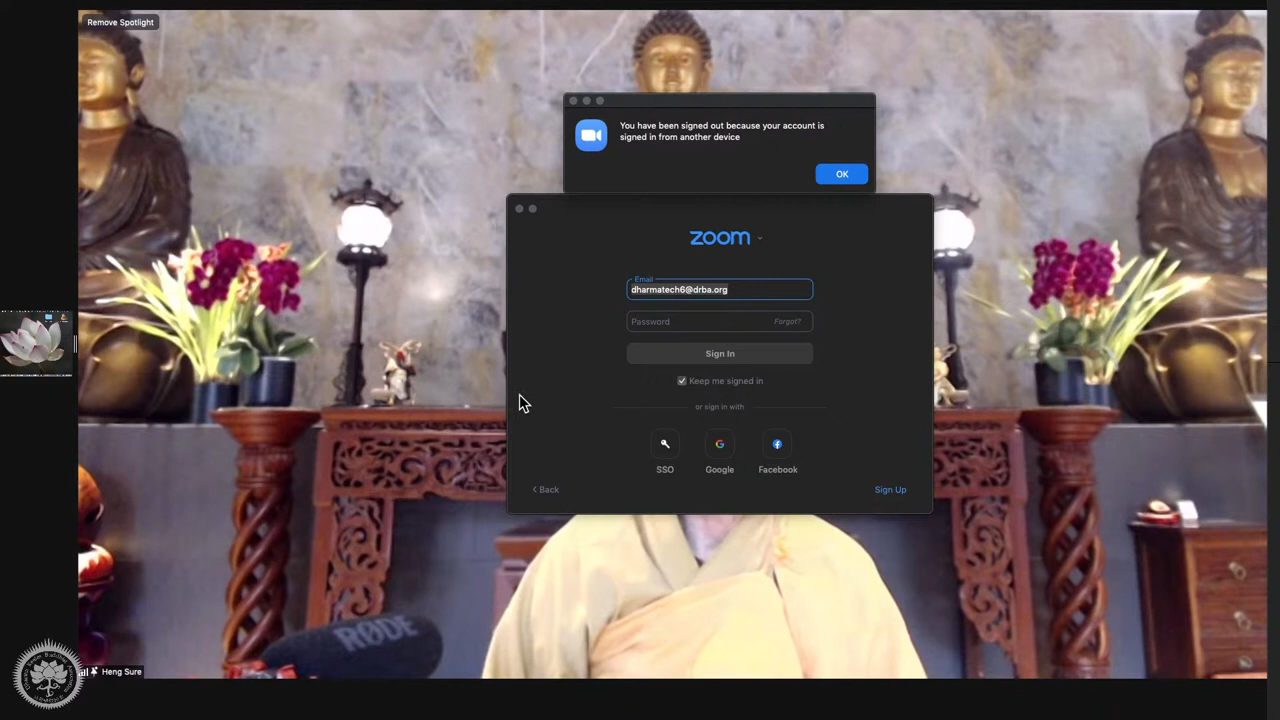 Remove Spotlight
You have been signed out because your account is
signed in from another device
OK
zoom
Email
dharmatech6@drba.org
Password
Forgot?
Sign In
Keep me signed in
or sign in with
SSO
Google
Facebook
Back
Sign Up
RØDE
Heng Sure